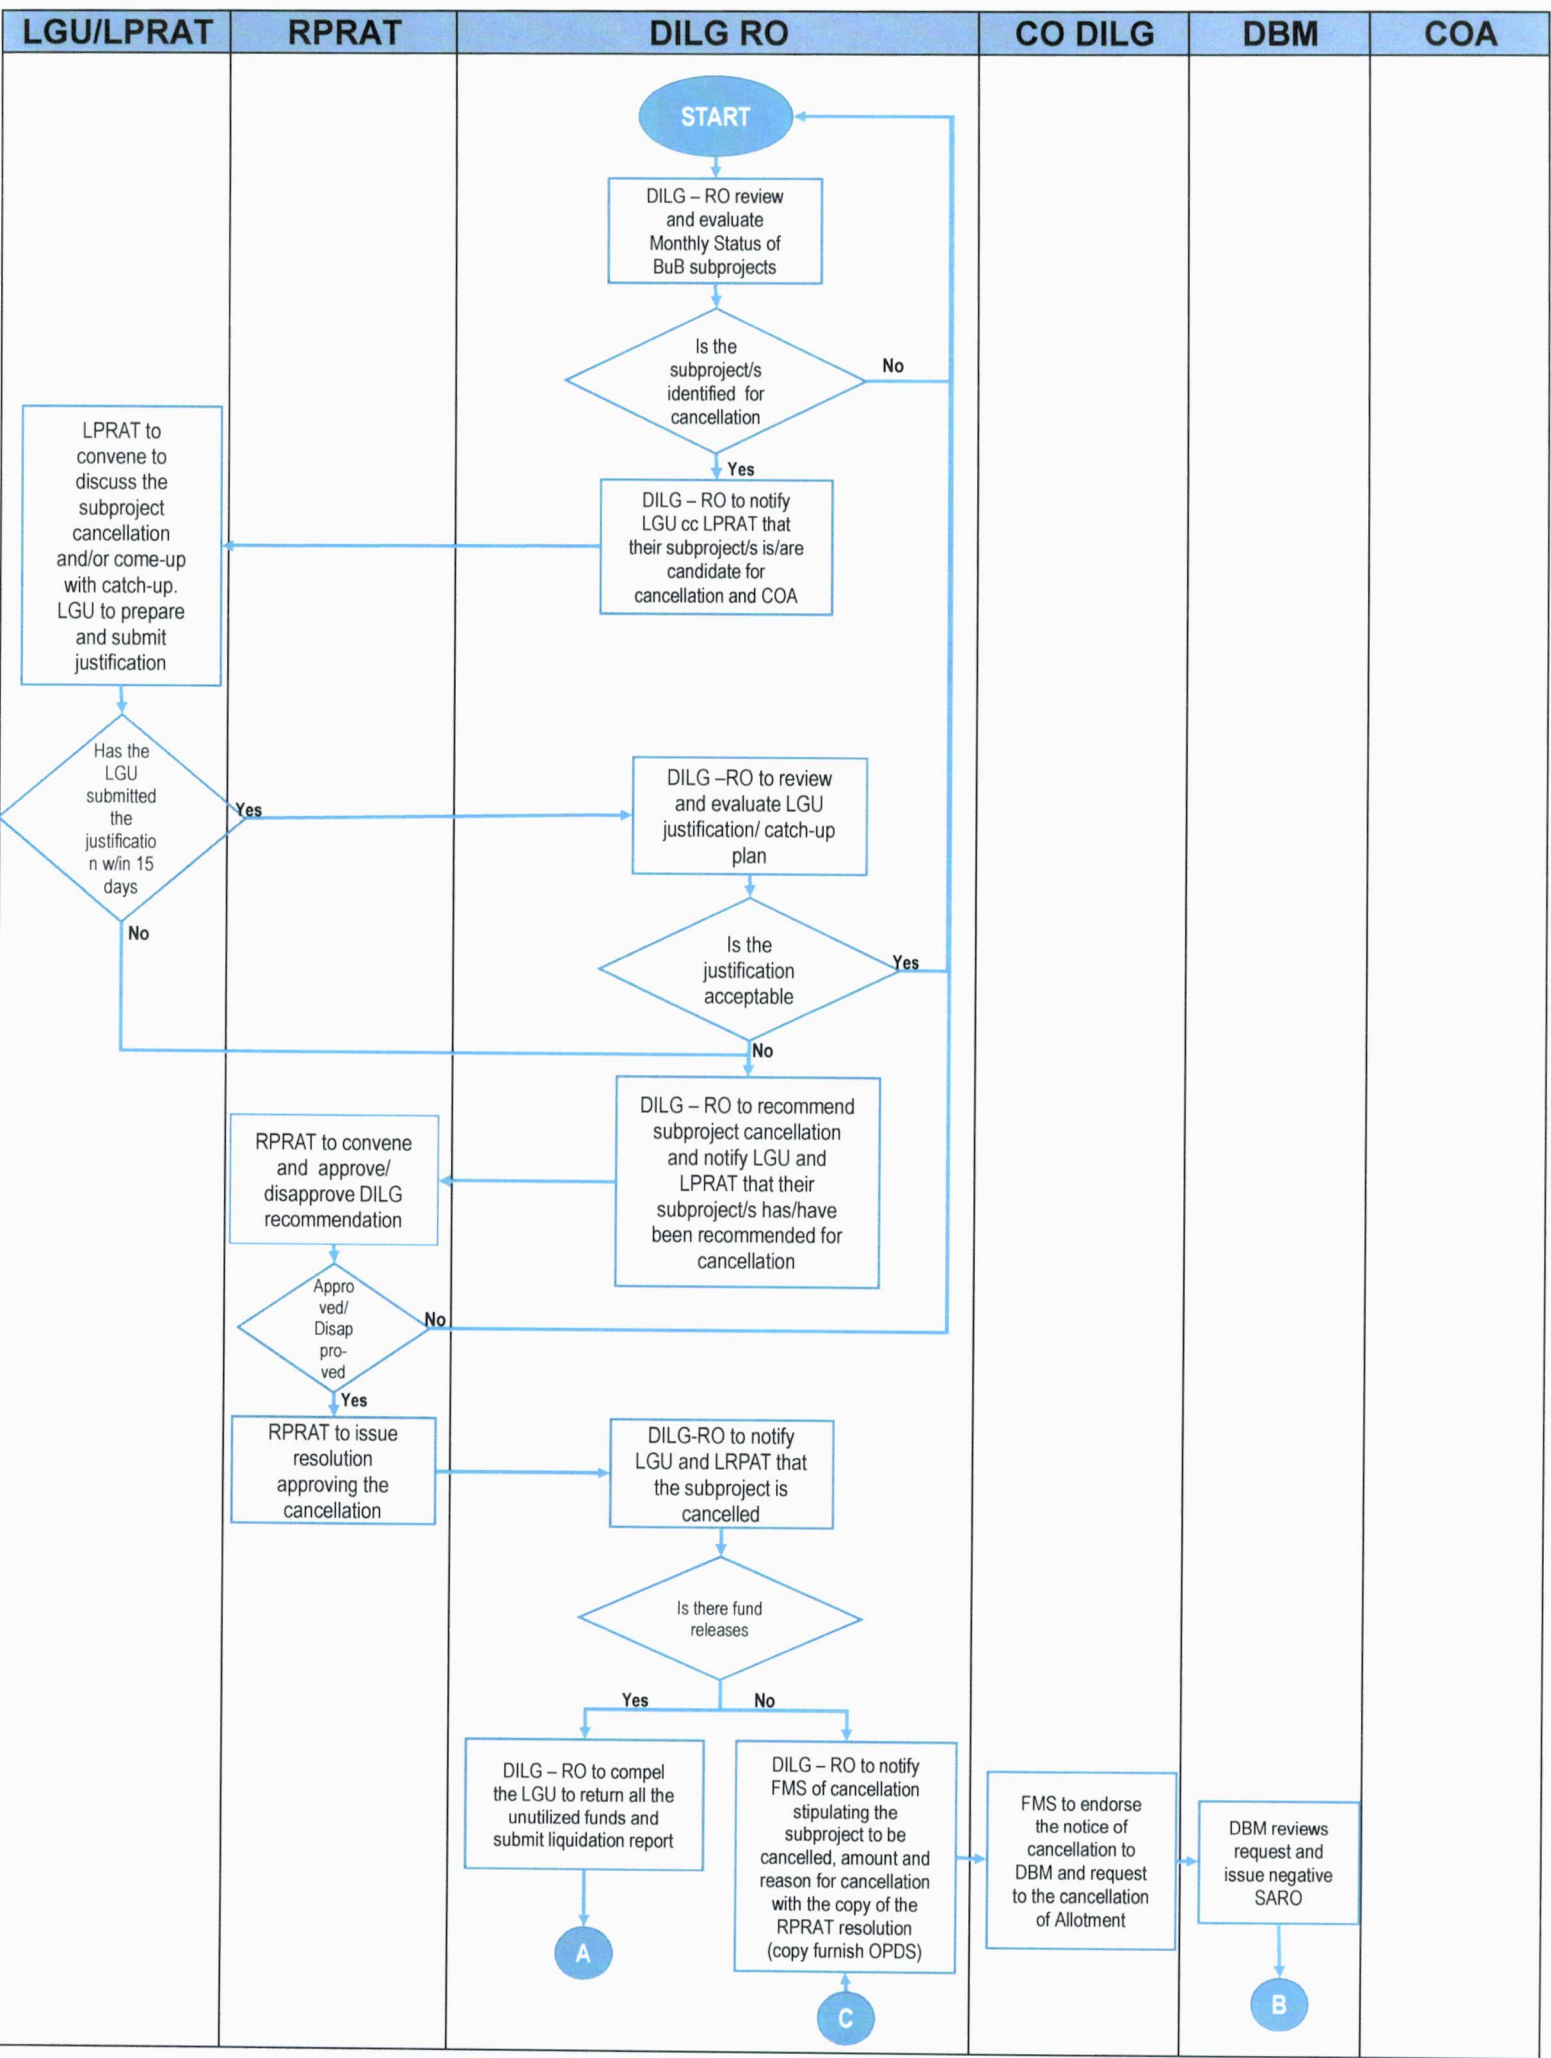 LGU/LPRAT
RPRAT
DILG RO
CO DILG
DBM
COA
START
DILG – RO review
and evaluate
Monthly Status of
BuB subprojects
Is the
subproject/s
identified for
cancellation
No
Yes
DILG – RO to notify
LGU cc LPRAT that
their subproject/s is/are
candidate for
cancellation and COA
LPRAT to
convene to
discuss the
subproject
cancellation
and/or come-up
with catch-up.
LGU to prepare
and submit
justification
Has the
LGU
submitted
the
justificatio
n w/in 15
days
Yes
No
DILG –RO to review
and evaluate LGU
justification/ catch-up
plan
Is the
justification
acceptable
Yes
No
DILG – RO to recommend
subproject cancellation
and notify LGU and
LPRAT that their
subproject/s has/have
been recommended for
cancellation
RPRAT to convene
and approve/
disapprove DILG
recommendation
Appro
ved/
Disap
pro-
ved
No
Yes
RPRAT to issue
resolution
approving the
cancellation
DILG-RO to notify
LGU and LRPAT that
the subproject is
cancelled
Is there fund
releases
Yes
No
DILG – RO to compel
the LGU to return all the
unutilized funds and
submit liquidation report
A
DILG – RO to notify
FMS of cancellation
stipulating the
subproject to be
cancelled, amount and
reason for cancellation
with the copy of the
RPRAT resolution
(copy furnish OPDS)
C
FMS to endorse
the notice of
cancellation to
DBM and request
to the cancellation
of Allotment
DBM reviews
request and
issue negative
SARO
B